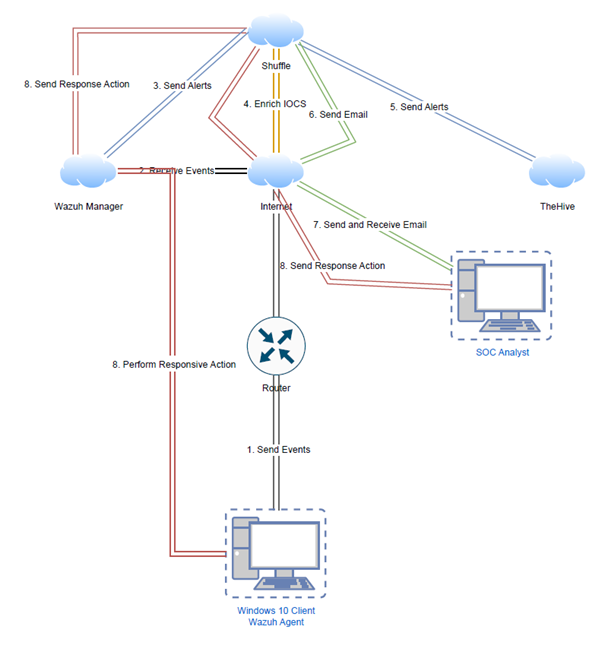 Shuffle
8. Send Response Action
3. Send Alerts
4. Enrich IOCS
6. Send Email
5. Send Alerts
2. Receive Events
Wazuh Manager
Internet
TheHive
7. Send and Receive Email
8. Send Response Action
SOC Analyst
8. Perform Responsive Action
Router
1. Send Events
Windows 10 Client
Wazuh Agent